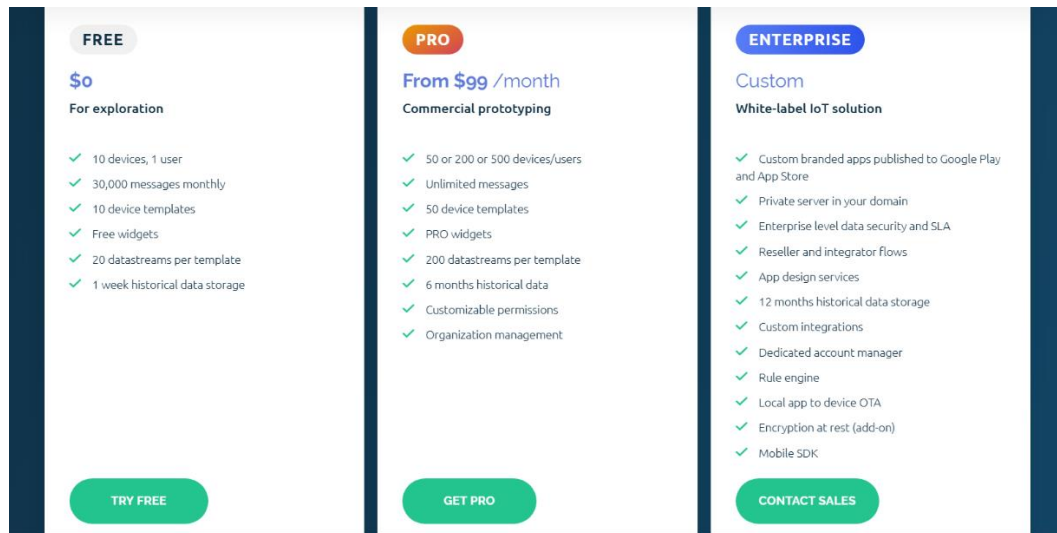 FREE
$0
For exploration
10 devices, 1 user
30,000 messages monthly
10 device templates
Free widgets
20 datastreams per template
1 week historical data storage
TRY FREE
PRO
From $99 /month
Commercial prototyping
50 or 200 or 500 devices/users
Unlimited messages
50 device templates
PRO widgets
200 datastreams per template
6 months historical data
Customizable permissions
Organization management
GET PRO
ENTERPRISE
Custom
White-label IoT solution
Custom branded apps published to Google Play
and App Store
Private server in your domain
Enterprise level data security and SLA
Reseller and integrator flows
App design services
12 months historical data storage
Custom integrations
Dedicated account manager
Rule engine
Local app to device OTA
Encryption at rest (add-on)
Mobile SDK
CONTACT SALES